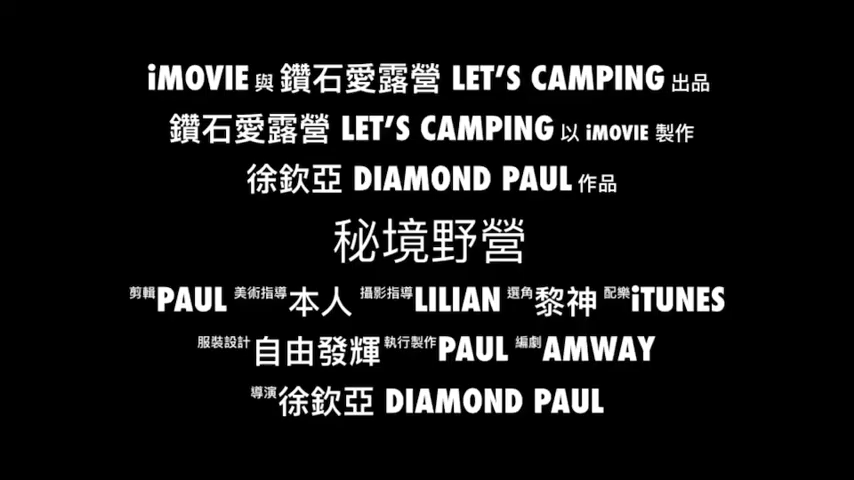 iMOVIE 與 鑽石愛露營 LET'S CAMPING 出品
鑽石愛露營 LET'S CAMPING 以 iMOVIE 製作
徐欽亞 DIAMOND PAUL 作品
秘境野營
剪輯 PAUL 美術指導 本人 攝影指導 LILIAN 選角 黎神 配樂 iTUNES
服裝設計 自由發輝 執行製作 PAUL 編劇 AMWAY
導演 徐欽亞 DIAMOND PAUL